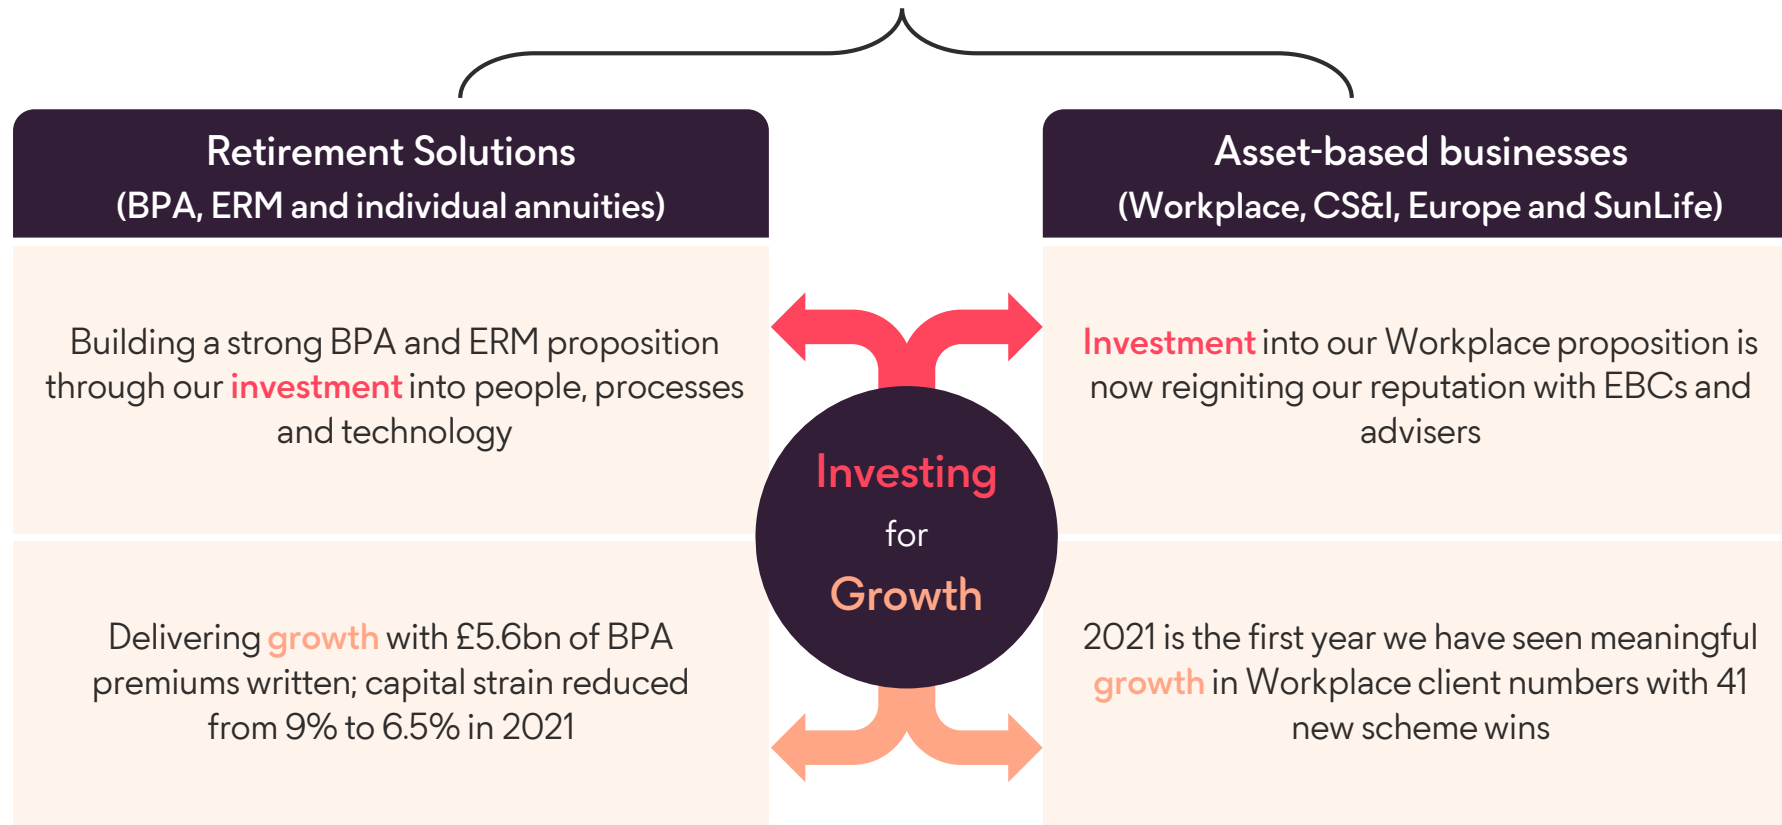 Retirement Solutions
(BPA, ERM and individual annuities)
Building a strong BPA and ERM proposition
through our investment into people, processes
and technology
Delivering growth with £5.6bn of BPA
premiums written; capital strain reduced
from 9% to 6.5% in 2021
Investing
for
Growth
Asset-based businesses
(Workplace, CS&I, Europe and SunLife)
Investment into our Workplace proposition is
now reigniting our reputation with EBCs and
advisers
2021 is the first year we have seen meaningful
growth in Workplace client numbers with 41
new scheme wins